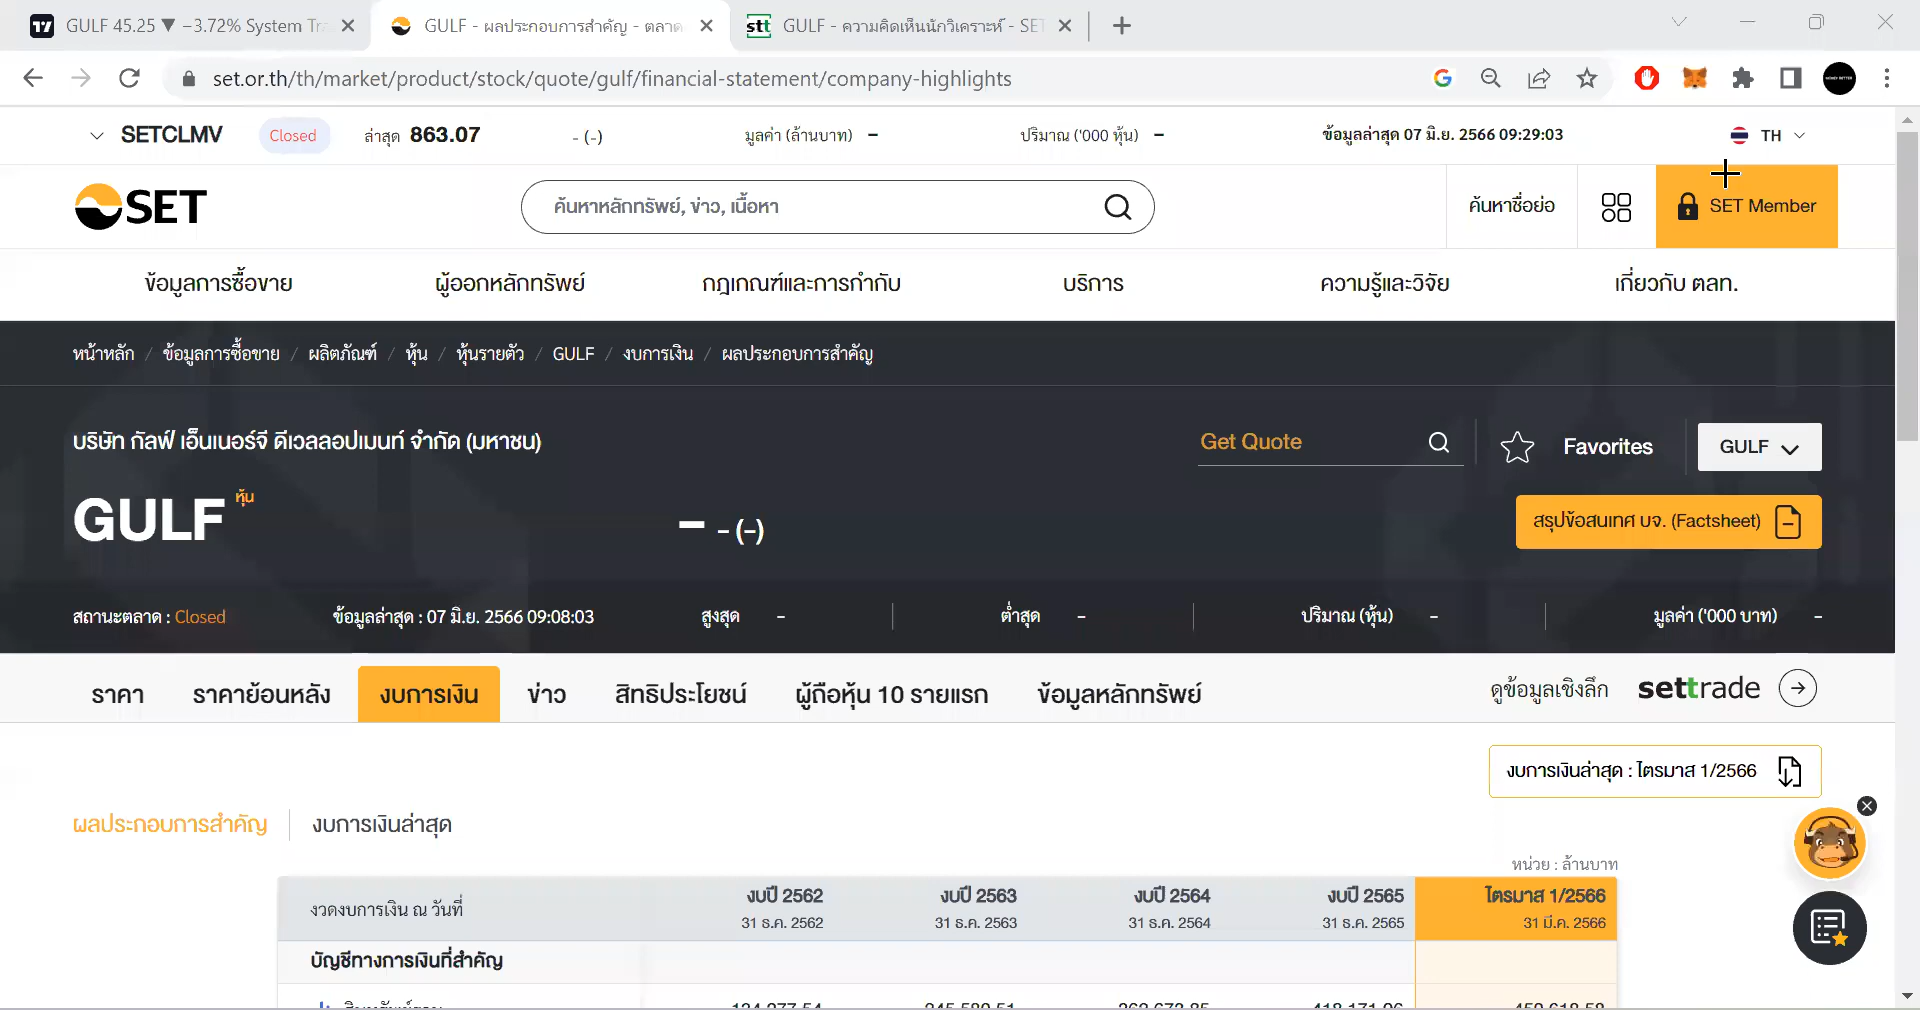 GULF 45.25 ▼ −3.72% System Tr
GULF - ผลประกอบการสำคัญ - ตลาด
stt GULF - ความคิดเห็นนักวิเคราะห์ - SET
set.or.th/th/market/product/stock/quote/gulf/financial-statement/company-highlights
SETCLMV Closed ล่าสุด 863.07 - (-) มูลค่า (ล้านบาท) - ปริมาณ ('000 หุ้น) - ข้อมูลล่าสุด 07 มิ.ย. 2566 09:29:03 TH
SET ค้นหาหลักทรัพย์, ข่าว, เนื้อหา ค้นหาชื่อย่อ SET Member
ข้อมูลการซื้อขาย ผู้ออกหลักทรัพย์ กฎเกณฑ์และการกำกับ บริการ ความรู้และวิจัย เกี่ยวกับ ตลท.
หน้าหลัก / ข้อมูลการซื้อขาย / ผลิตภัณฑ์ / หุ้น / หุ้นรายตัว / GULF / งบการเงิน / ผลประกอบการสำคัญ
บริษัท กัลฟ์ เอ็นเนอร์จี ดีเวลลอปเมนท์ จำกัด (มหาชน) Get Quote Favorites GULF
GULF หุ้น - - (-) สรุปข้อสนเทศ บจ. (Factsheet)
สถานะตลาด : Closed ข้อมูลล่าสุด : 07 มิ.ย. 2566 09:08:03 สูงสุด - ต่ำสุด - ปริมาณ (หุ้น) - มูลค่า ('000 บาท) -
ราคา ราคาย้อนหลัง งบการเงิน ข่าว สิทธิประโยชน์ ผู้ถือหุ้น 10 รายแรก ข้อมูลหลักทรัพย์ ดูข้อมูลเชิงลึก settrade
งบการเงินล่าสุด : ไตรมาส 1/2566
ผลประกอบการสำคัญ งบการเงินล่าสุด
หน่วย : ล้านบาท
งวดงบการเงิน ณ วันที่ งบปี 2562 งบปี 2563 งบปี 2564 งบปี 2565 ไตรมาส 1/2566
31 ธ.ค. 2562 31 ธ.ค. 2563 31 ธ.ค. 2564 31 ธ.ค. 2565 31 มี.ค. 2566
บัญชีทางการเงินที่สำคัญ